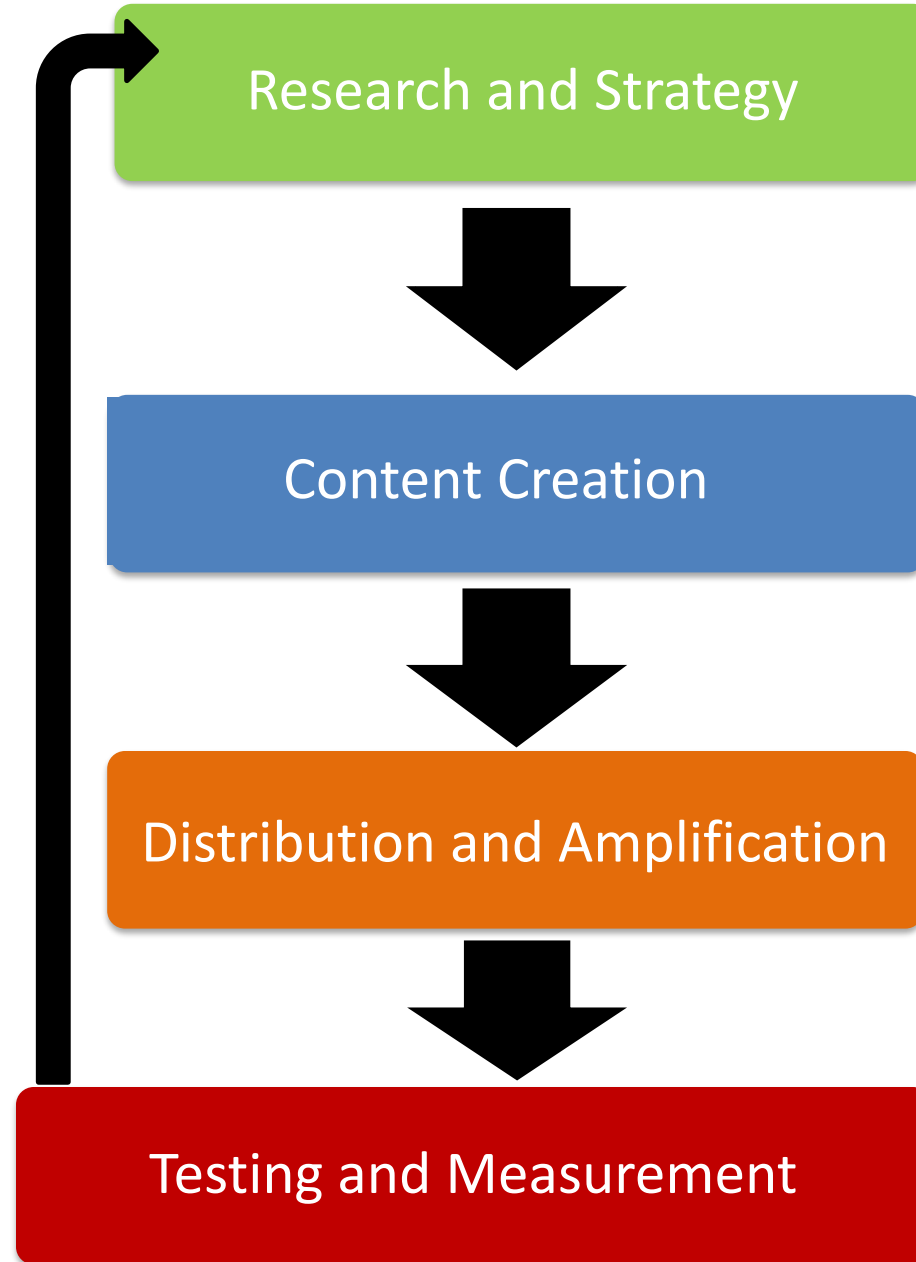 Research and Strategy
Content Creation
Distribution and Amplification
Testing and Measurement